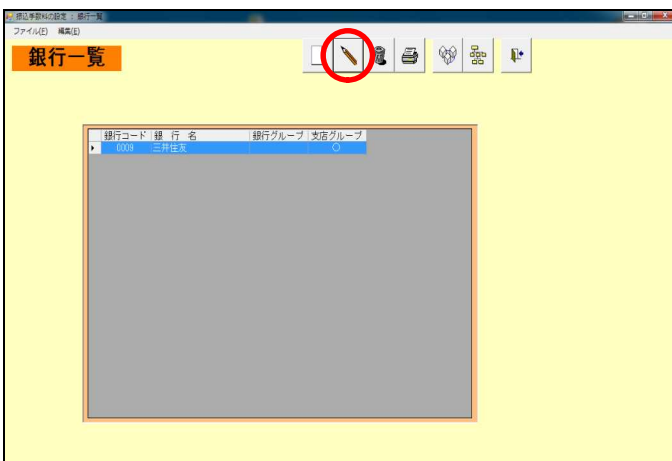 振込手数料の設定 : 銀行一覧
ファイル(F) 編集(E)
銀行一覧
銀行コード 銀 行 名 銀行グループ 支店グループ
0009 三井住友 ○